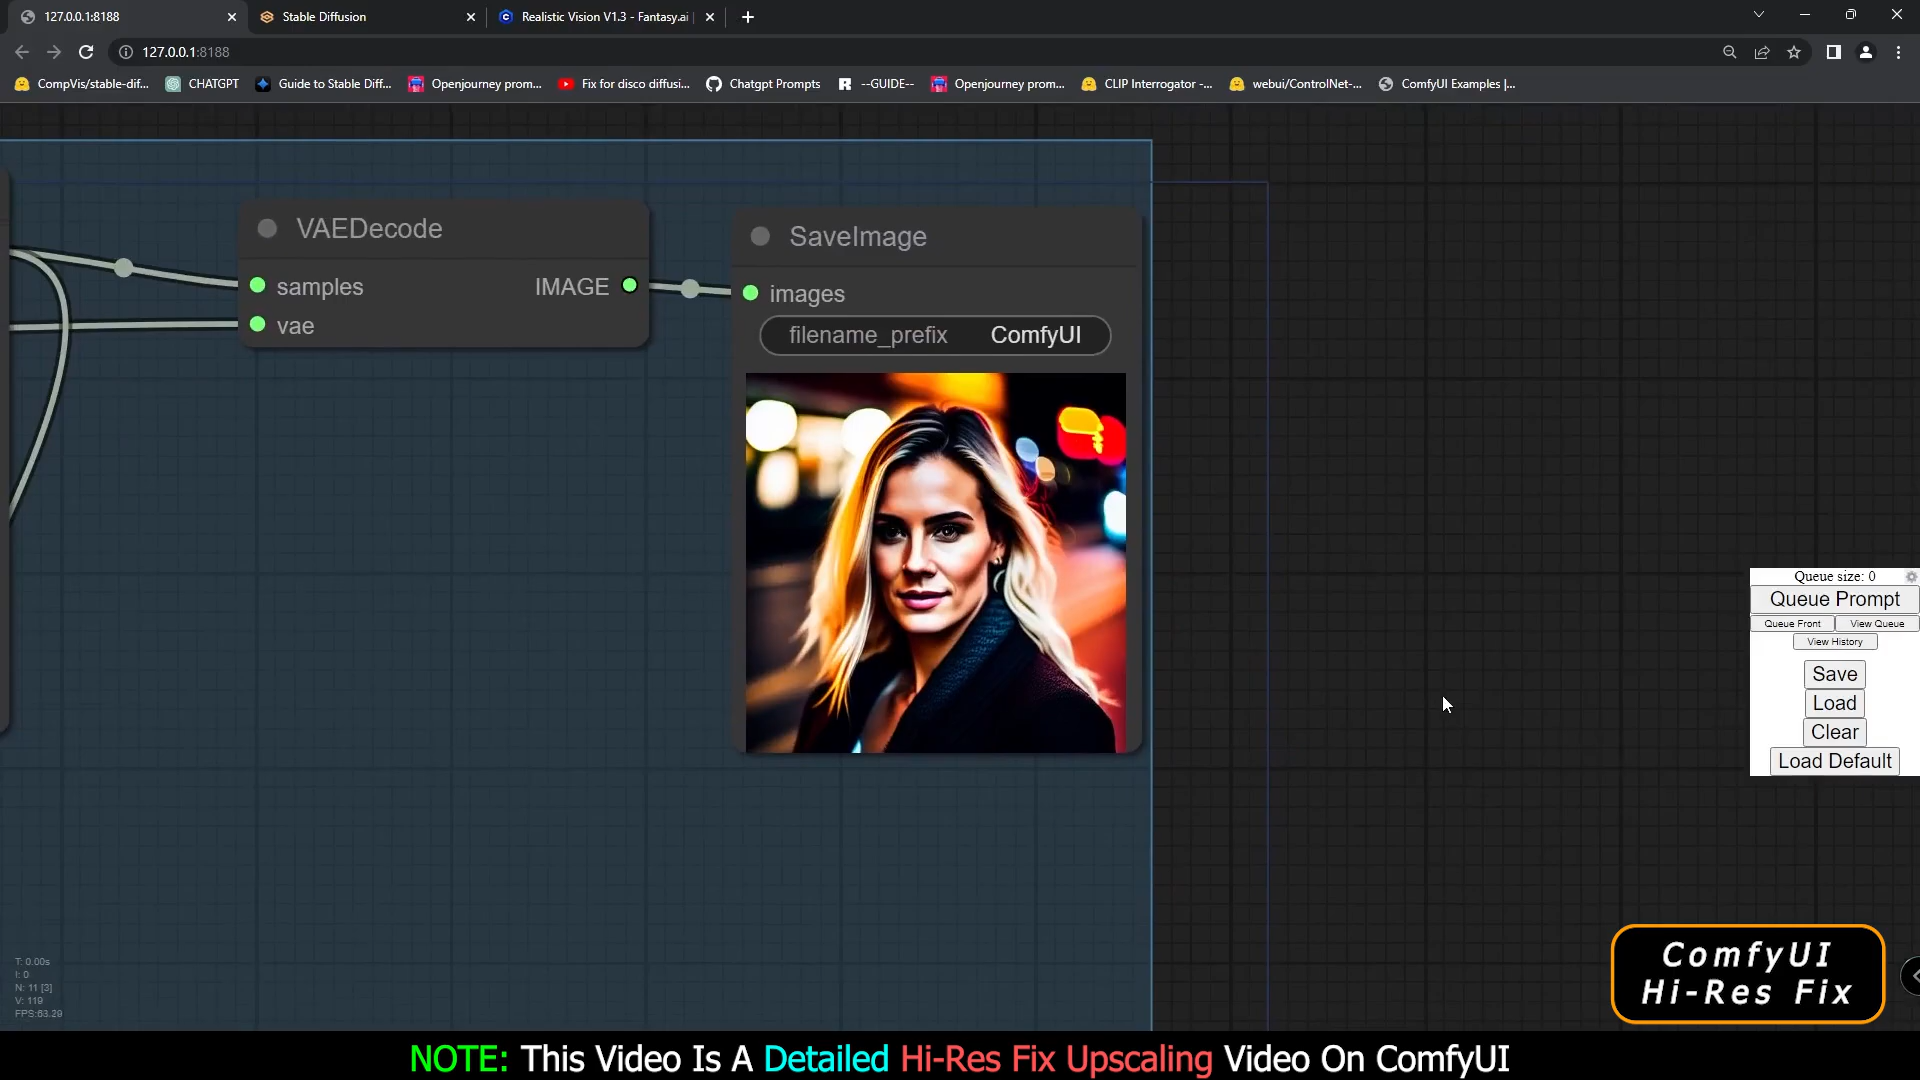 127.0.0.1:8188
Stable Diffusion
Realistic Vision V1.3 - Fantasy.ai
127.0.0.1:8188
CompVis/stable-dif...
CHATGPT
Guide to Stable Diff...
Openjourney prom...
Fix for disco diffusi...
Chatgpt Prompts
--GUIDE--
Openjourney prom...
CLIP Interrogator -...
webui/ControlNet-...
ComfyUI Examples |...
VAEDecode
samples
IMAGE
vae
SaveImage
images
filename_prefix
ComfyUI
Queue size: 0
Queue Prompt
Queue Front
View Queue
View History
Save
Load
Clear
Load Default
T: 0.00s
I: 0
N: 11 [3]
V: 119
FPS:63.29
ComfyUI
Hi-Res Fix
NOTE: This Video Is A Detailed Hi-Res Fix Upscaling Video On ComfyUI